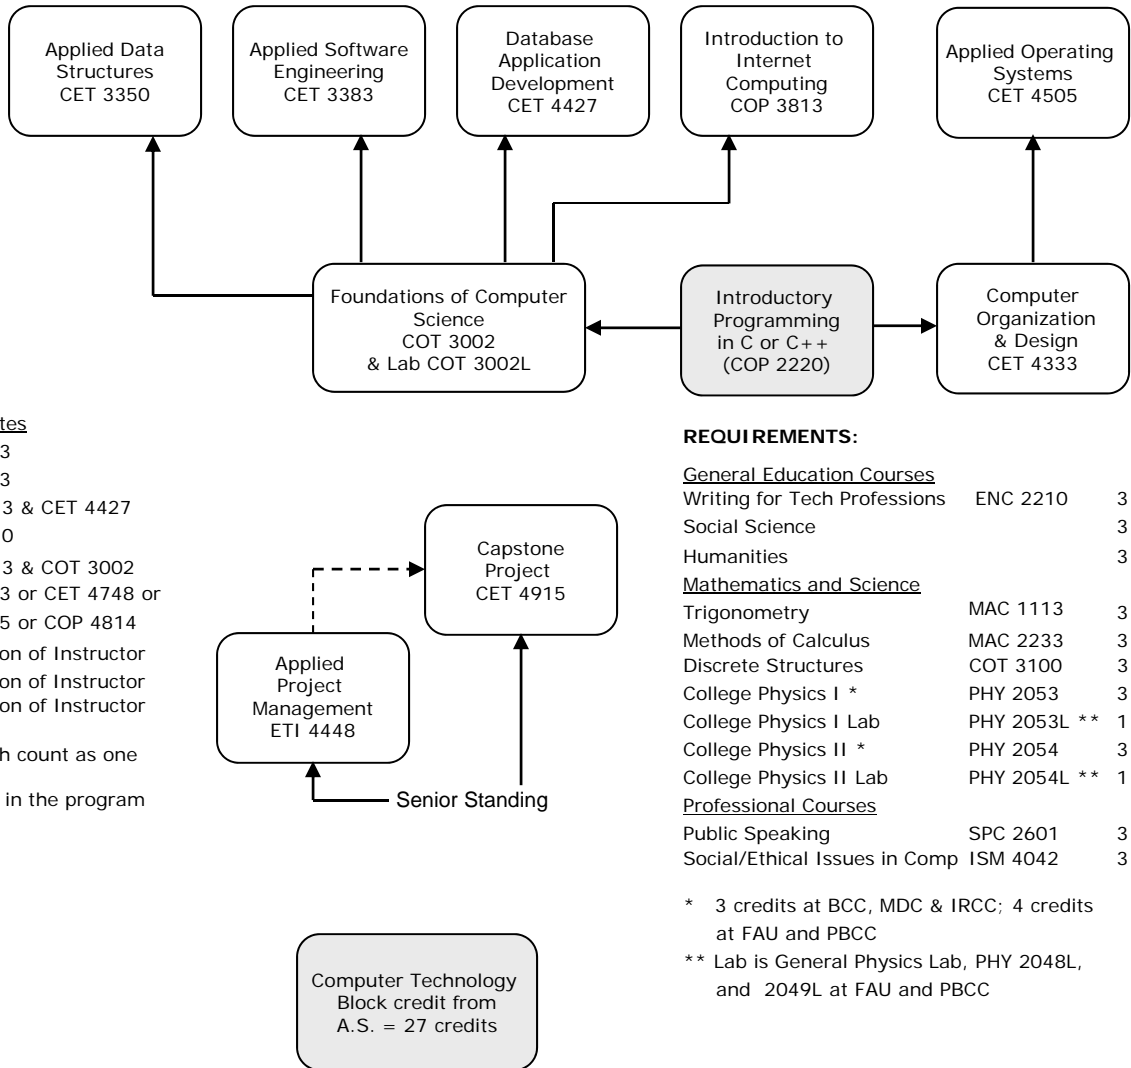 Applied Data
Structures
CET 3350
Applied Software
Engineering
CET 3383
Database
Application
Development
CET 4427
Introduction to
Internet
Computing
COP 3813
Applied Operating
Systems
CET 4505
Foundations of Computer
Science
COT 3002
& Lab COT 3002L
Introductory
Programming
in C or C++
(COP 2220)
Computer
Organization
& Design
CET 4333
tes
3
3
3 & CET 4427
0
3 & COT 3002
3 or CET 4748 or
5 or COP 4814
on of Instructor
on of Instructor
on of Instructor
h count as one
in the program
Capstone
Project
CET 4915
Applied
Project
Management
ETI 4448
Senior Standing
Computer Technology
Block credit from
A.S. = 27 credits
REQUIREMENTS:
General Education Courses
Writing for Tech Professions ENC 2210 3
Social Science 3
Humanities 3
Mathematics and Science
Trigonometry MAC 1113 3
Methods of Calculus MAC 2233 3
Discrete Structures COT 3100 3
College Physics I * PHY 2053 3
College Physics I Lab PHY 2053L ** 1
College Physics II * PHY 2054 3
College Physics II Lab PHY 2054L ** 1
Professional Courses
Public Speaking SPC 2601 3
Social/Ethical Issues in Comp ISM 4042 3
* 3 credits at BCC, MDC & IRCC; 4 credits
at FAU and PBCC
** Lab is General Physics Lab, PHY 2048L,
and 2049L at FAU and PBCC